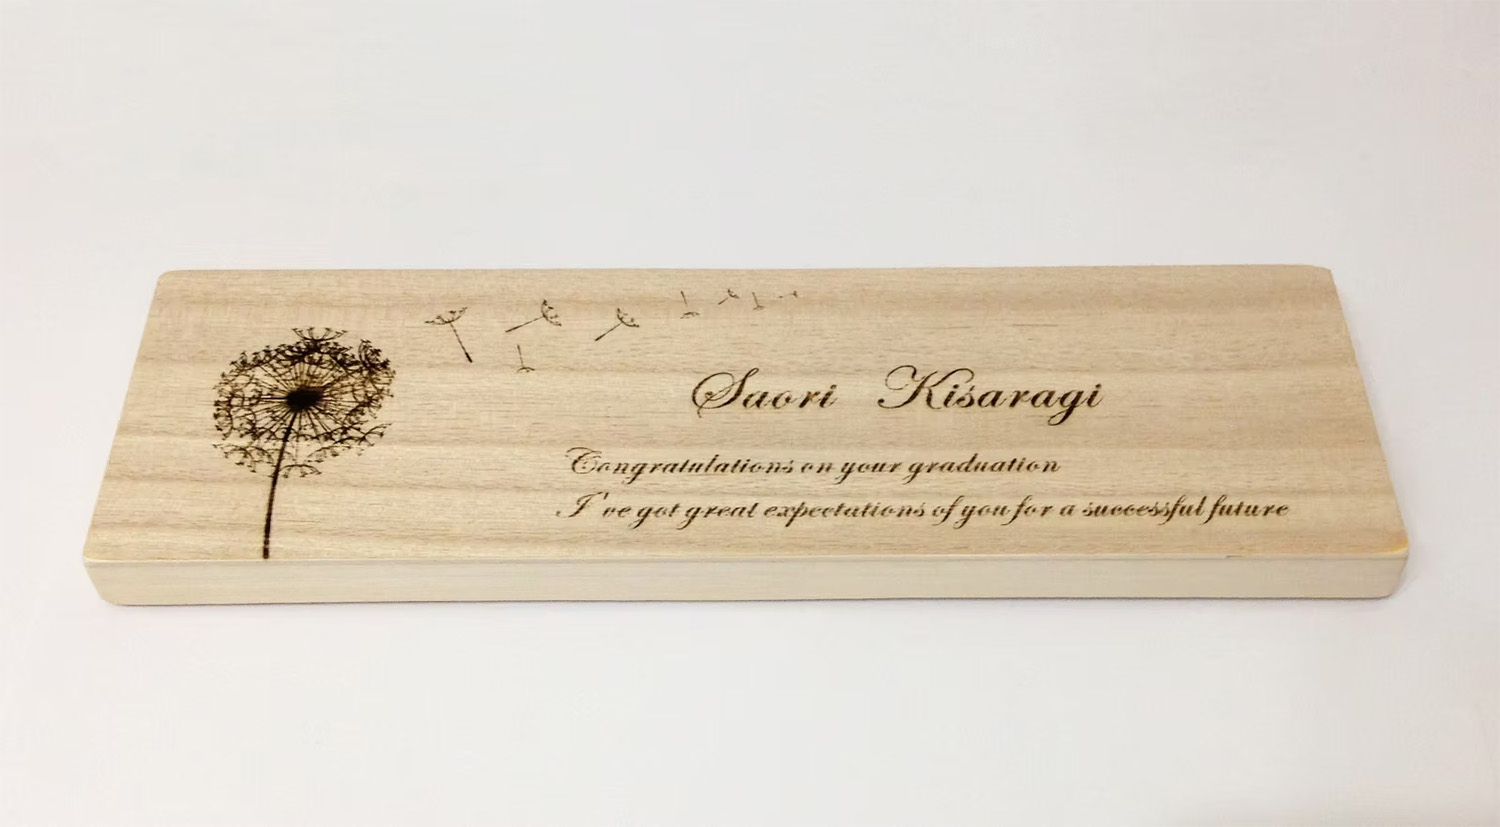 Saori Kisaragi
Congratulations on your graduation
I've got great expectations of you for a successful future